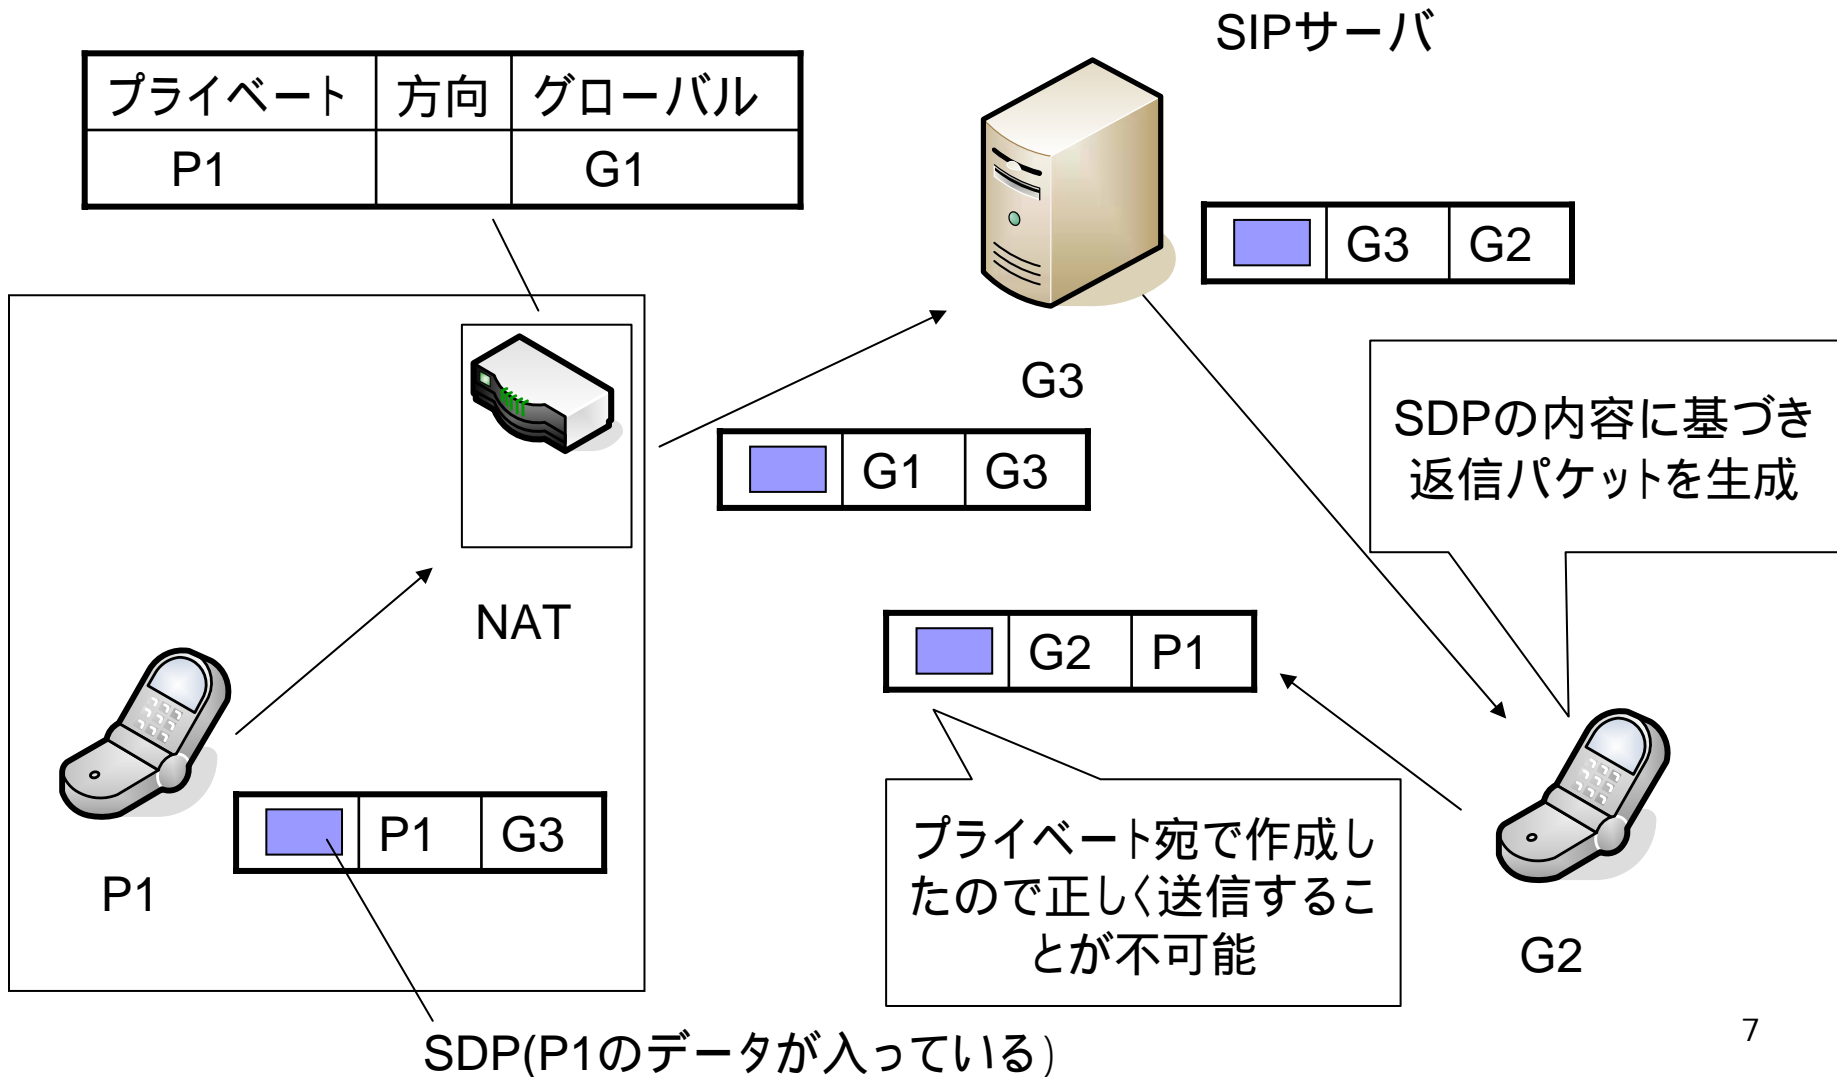 SIPサーバ
プライベート 方向 グローバル
P1 G1
G3 G2
G3
G1 G3
SDPの内容に基づき
返信パケットを生成
NAT
G2 P1
P1 G3
P1
プライベート宛で作成し
たので正しく送信するこ
とが不可能
G2
SDP(P1のデータが入っている)
7